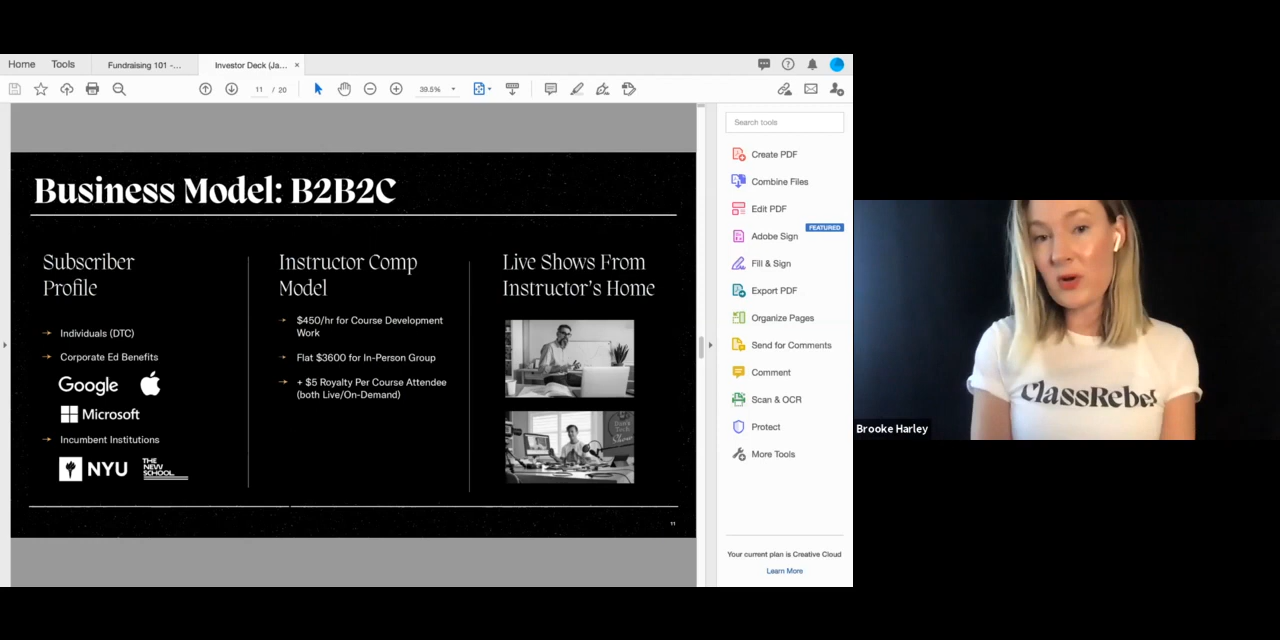 Home
Tools
Fundraising 101 -...
Investor Deck (Ja...
×
11 / 20
39.5%
Business Model: B2B2C
Subscriber
Profile
Individuals (DTC)
Corporate Ed Benefits
Google
Microsoft
Incumbent Institutions
NYU
THE
NEW
SCHOOL
Instructor Comp
Model
$450/hr for Course Development
Work
Flat $3600 for In-Person Group
+ $5 Royalty Per Course Attendee
(both Live/On-Demand)
Live Shows From
Instructor's Home
11
Search tools
Create PDF
Combine Files
Edit PDF
FEATURED
Adobe Sign
Fill & Sign
Export PDF
Organize Pages
Send for Comments
Comment
Scan & OCR
Protect
More Tools
Your current plan is Creative Cloud
Learn More
ClassRebel
Brooke Harley